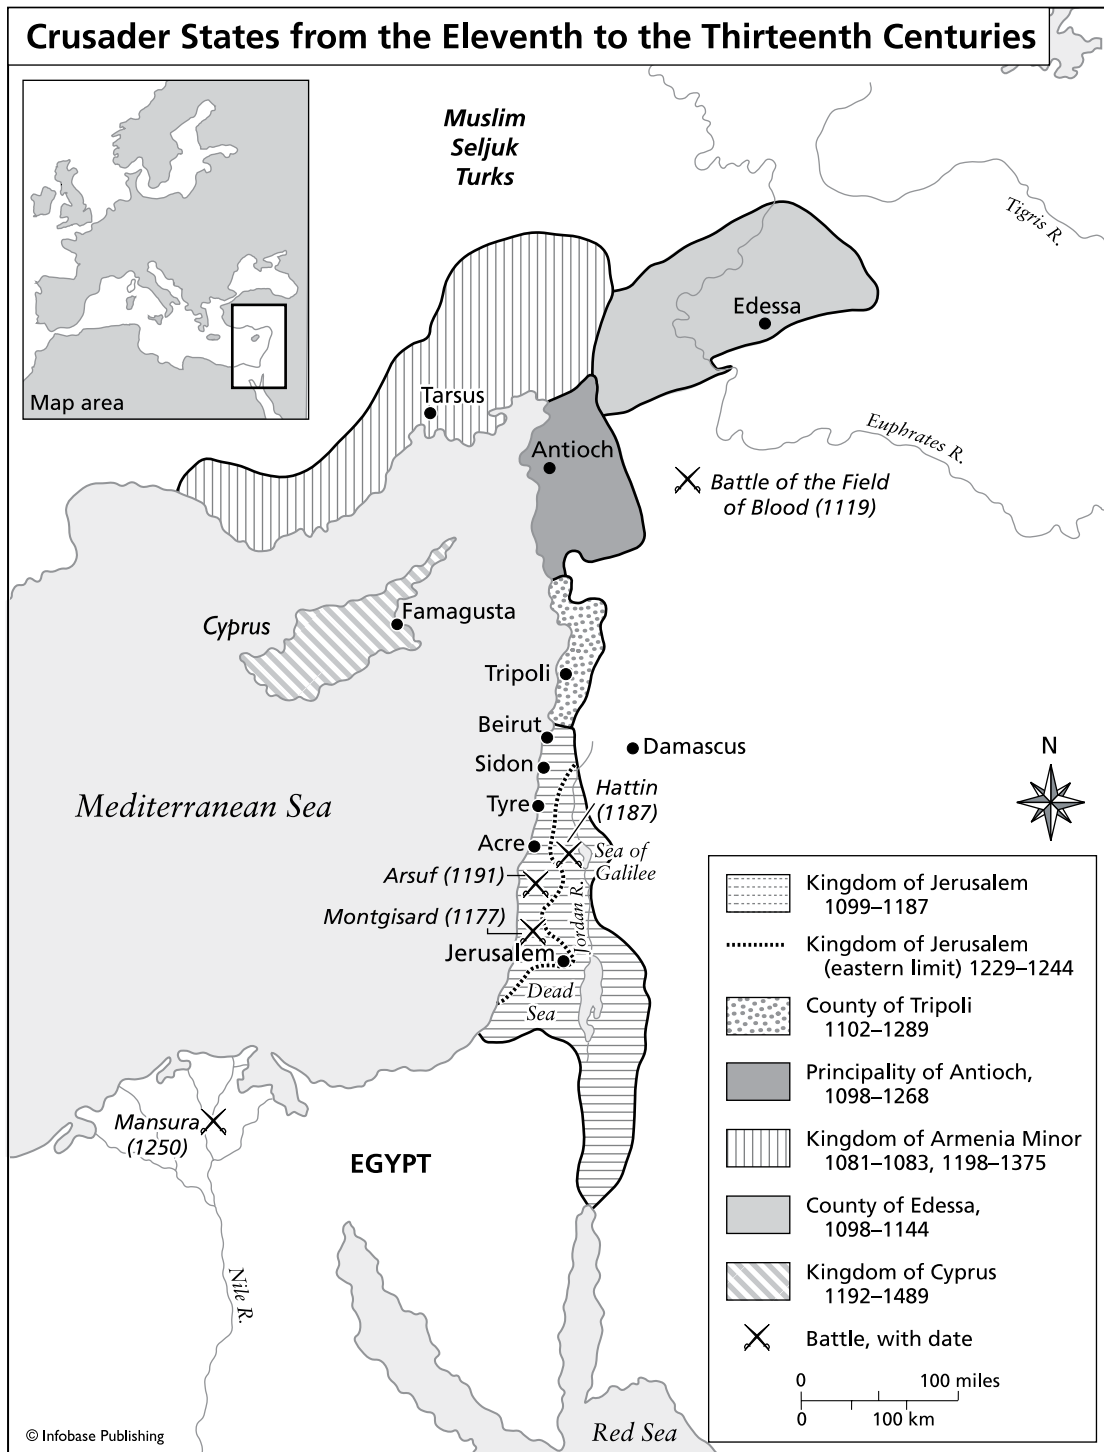 Crusader States from the Eleventh to the Thirteenth Centuries
Map area
Muslim
Seljuk
Turks
Tigris R.
Edessa
Tarsus
Antioch
Euphrates R.
Battle of the Field
of Blood (1119)
Cyprus
Famagusta
Tripoli
Beirut
Damascus
Sidon
Hattin
(1187)
Mediterranean Sea
Tyre
Acre
Sea of
Galilee
Arsuf (1191)
Montgisard (1177)
Jordan R.
Jerusalem
Dead
Sea
Mansura
(1250)
EGYPT
Nile R.
Red Sea
N
Kingdom of Jerusalem
1099–1187
Kingdom of Jerusalem
(eastern limit) 1229–1244
County of Tripoli
1102–1289
Principality of Antioch,
1098–1268
Kingdom of Armenia Minor
1081–1083, 1198–1375
County of Edessa,
1098–1144
Kingdom of Cyprus
1192–1489
Battle, with date
0 100 miles
0 100 km
© Infobase Publishing